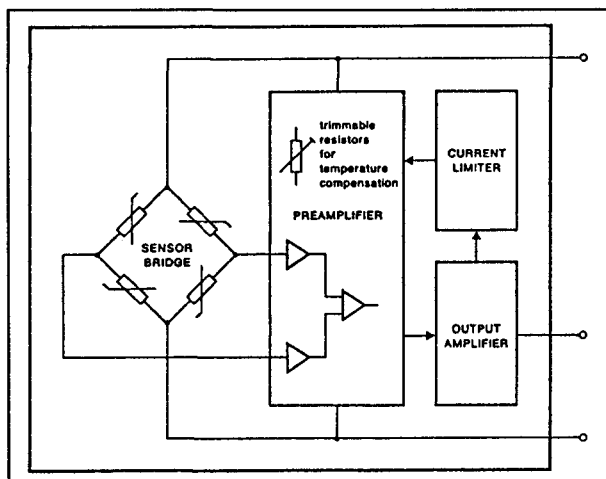 trimmable
resistors
for
temperature
compensation
PREAMPLIFIER
CURRENT
LIMITER
SENSOR
BRIDGE
OUTPUT
AMPLIFIER